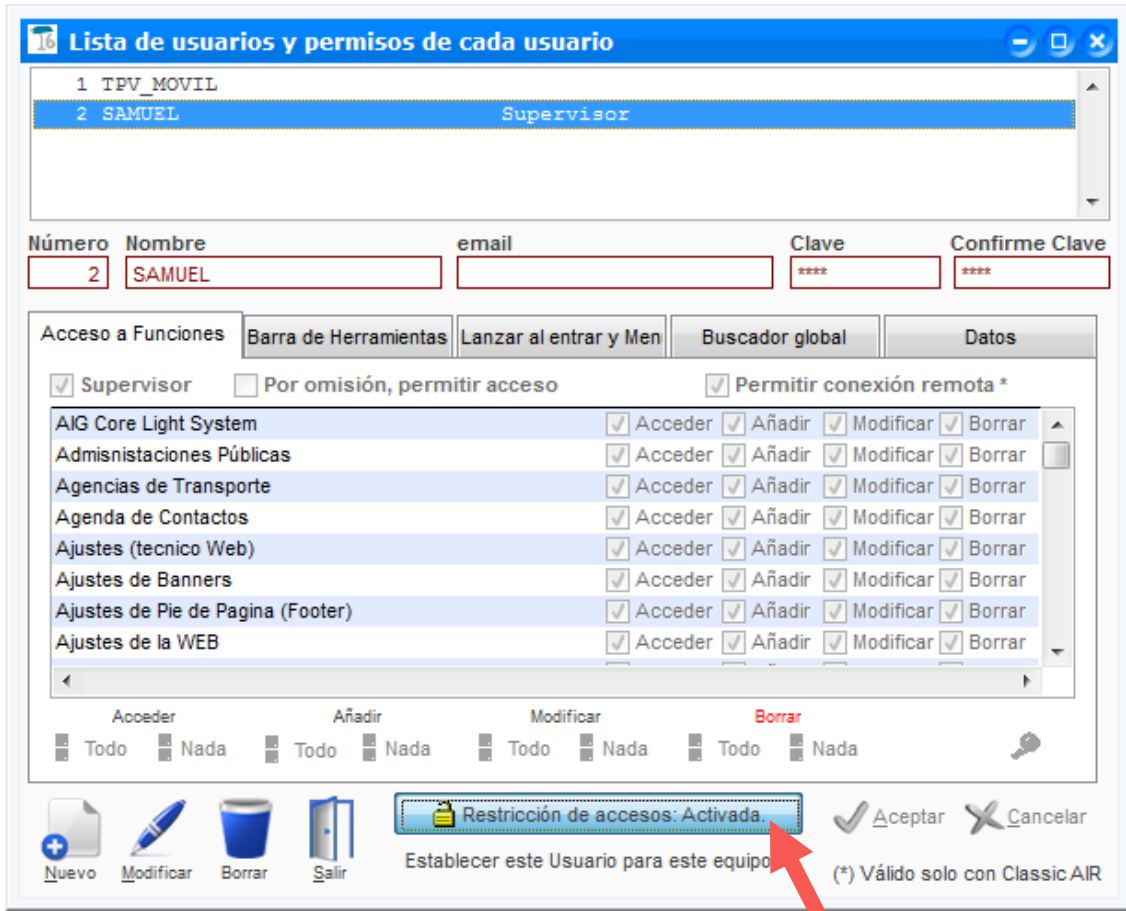 16 Lista de usuarios y permisos de cada usuario
1 TPV_MOVIL
2 SAMUEL Supervisor
Número Nombre email Clave Confirme Clave
2 SAMUEL **** ****
Acceso a Funciones Barra de Herramientas Lanzar al entrar y Men Buscador global Datos
Supervisor Por omisión, permitir acceso Permitir conexión remota *
AIG Core Light System Acceder Añadir Modificar Borrar
Admisnistaciones Públicas Acceder Añadir Modificar Borrar
Agencias de Transporte Acceder Añadir Modificar Borrar
Agenda de Contactos Acceder Añadir Modificar Borrar
Ajustes (tecnico Web) Acceder Añadir Modificar Borrar
Ajustes de Banners Acceder Añadir Modificar Borrar
Ajustes de Pie de Pagina (Footer) Acceder Añadir Modificar Borrar
Ajustes de la WEB Acceder Añadir Modificar Borrar
Acceder Añadir Modificar Borrar
Todo Nada Todo Nada Todo Nada Todo Nada
Restricción de accesos: Activada. Aceptar Cancelar
Nuevo Modificar Borrar Salir Establecer este Usuario para este equipo (*) Válido solo con Classic AIR